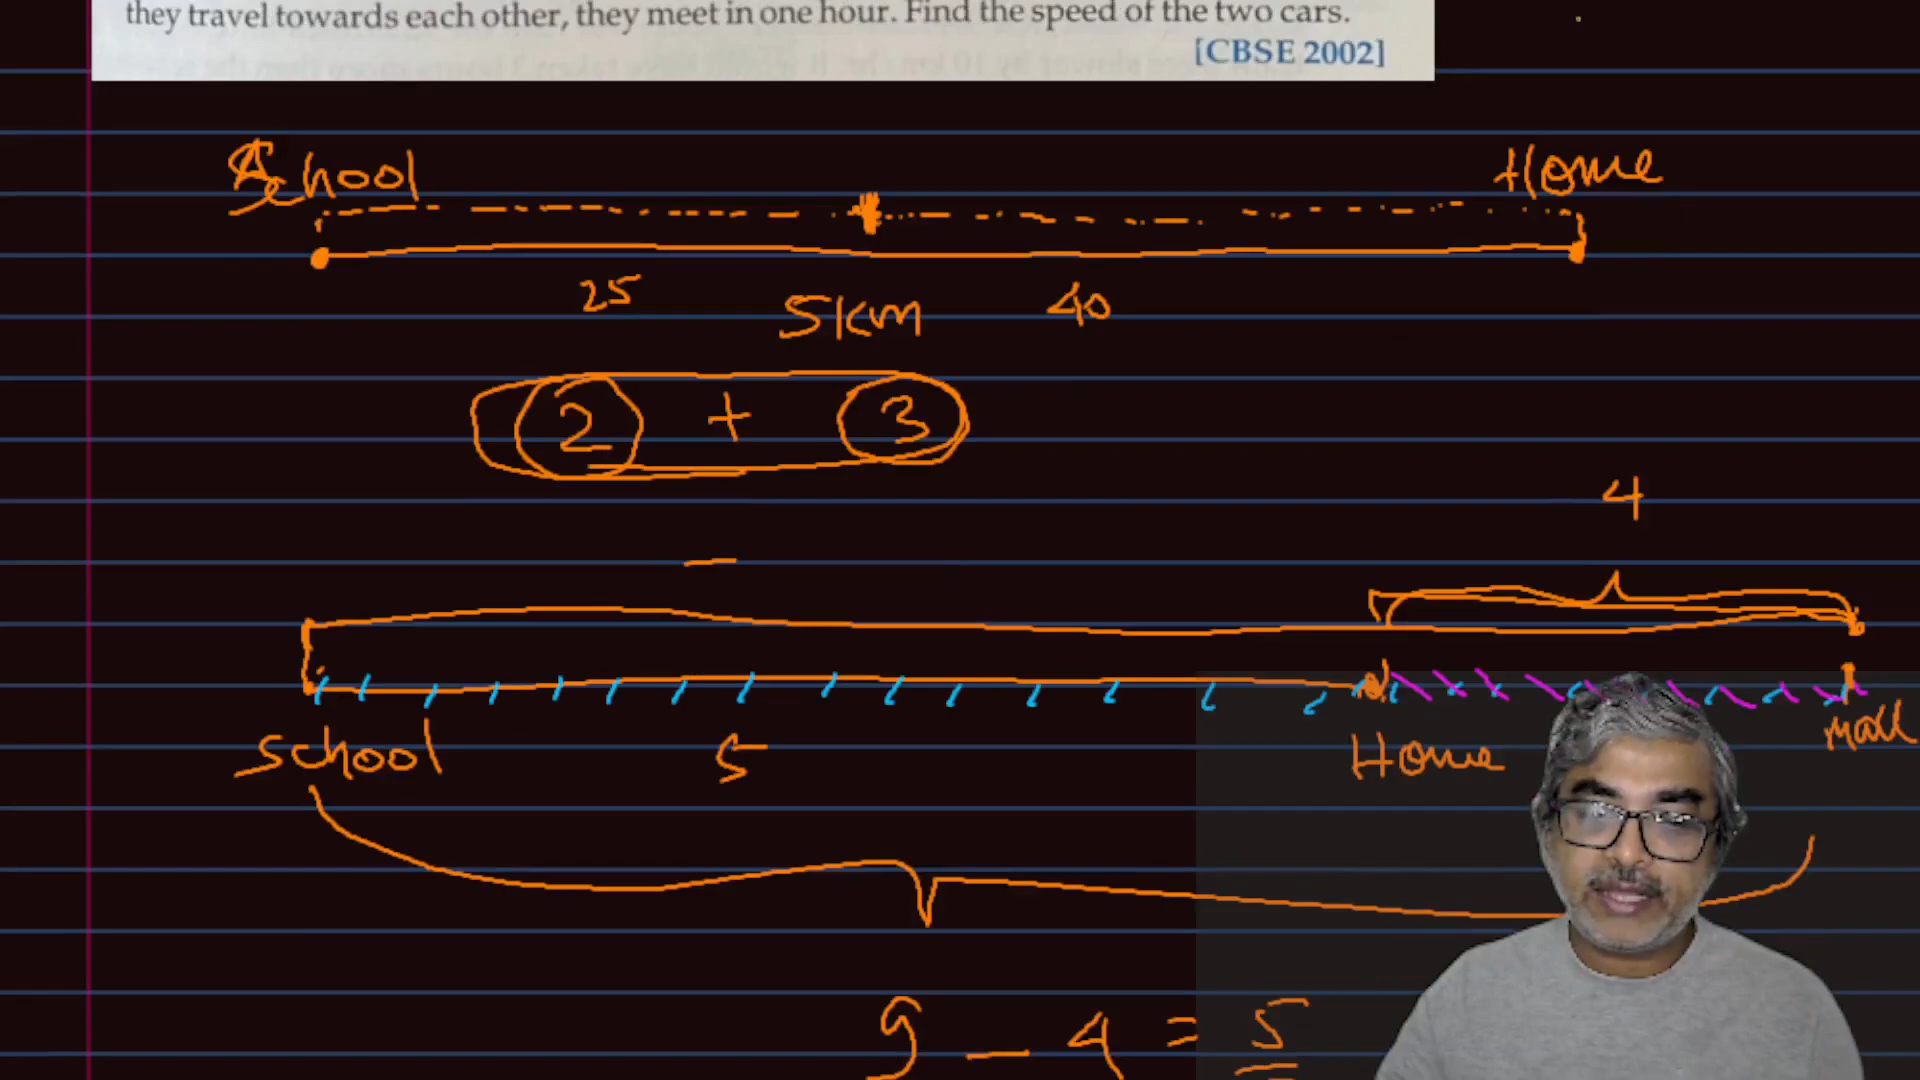 they travel towards each other, they meet in one hour. Find the speed of the two cars.
[CBSE 2002]
School Home
25 5km 40
2 + 3
4
school 5 Home mall
9 - 4 = 5